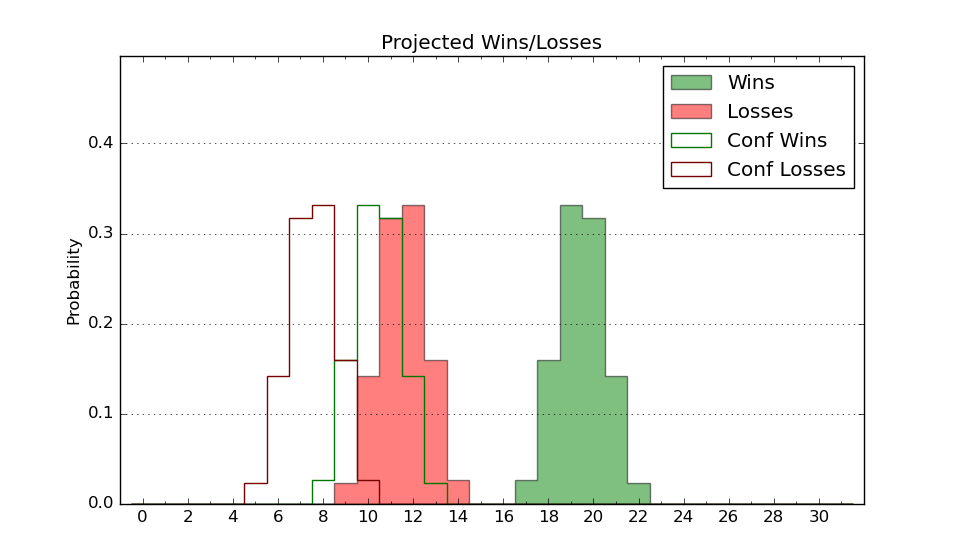 Projected Wins/Losses
Wins
Losses
Conf Wins
Conf Losses
Probability
0.4
0.3
0.2
0.1
0.0
0 2 4 6 8 10 12 14 16 18 20 22 24 26 28 30